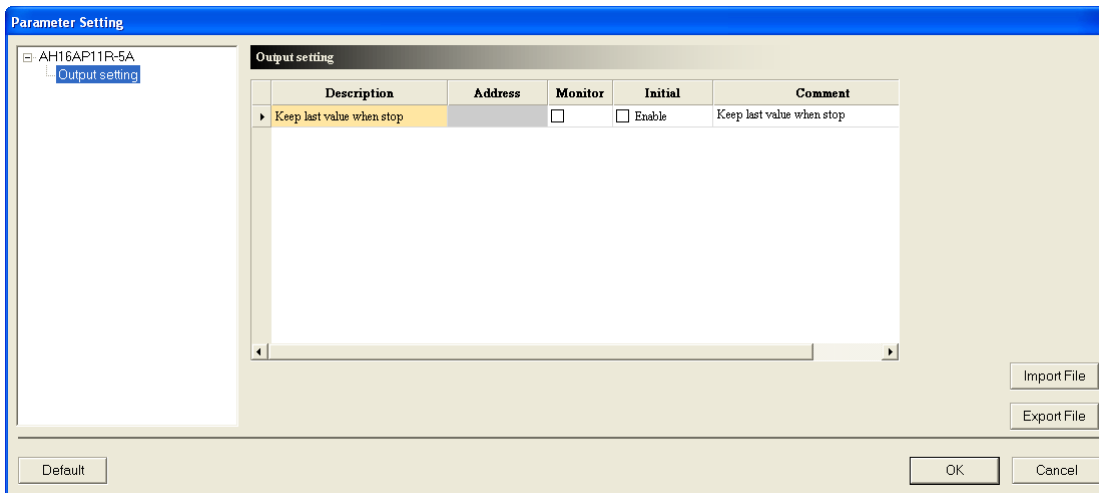 Parameter Setting
AH16AP11R-5A
Output setting
Output setting
Description Address Monitor Initial Comment
Keep last value when stop Enable Keep last value when stop
Import File
Export File
Default OK Cancel